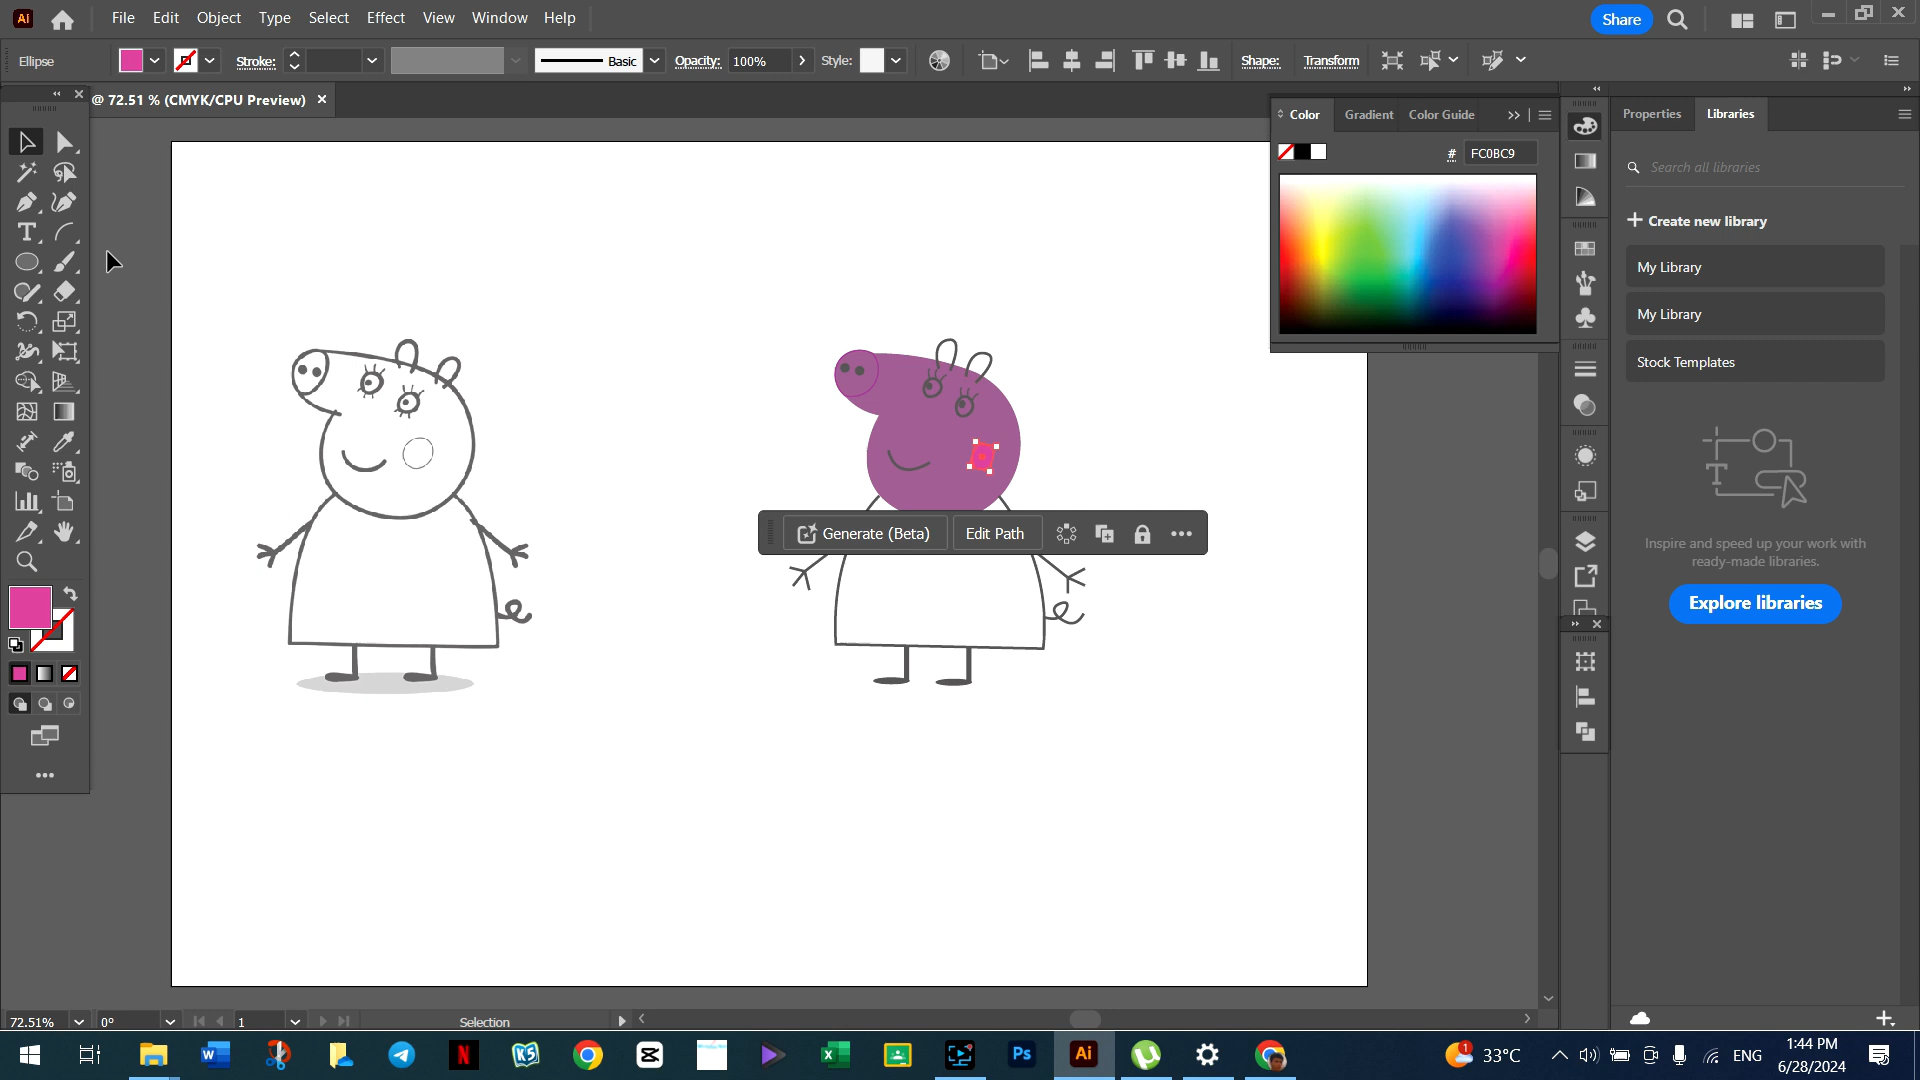 Ai File Edit Object Type Select Effect View Window Help Share
Ellipse Stroke: Basic Opacity: 100% Style: Shape: Transform
@ 72.51 % (CMYK/CPU Preview)
Color Gradient Color Guide
# FC0BC9
Properties Libraries
Search all libraries
Create new library
My Library
My Library
Stock Templates
Inspire and speed up your work with
ready-made libraries.
Explore libraries
Generate (Beta) Edit Path
72.51% 0° 1 Selection
33°C ENG
1:44 PM
6/28/2024